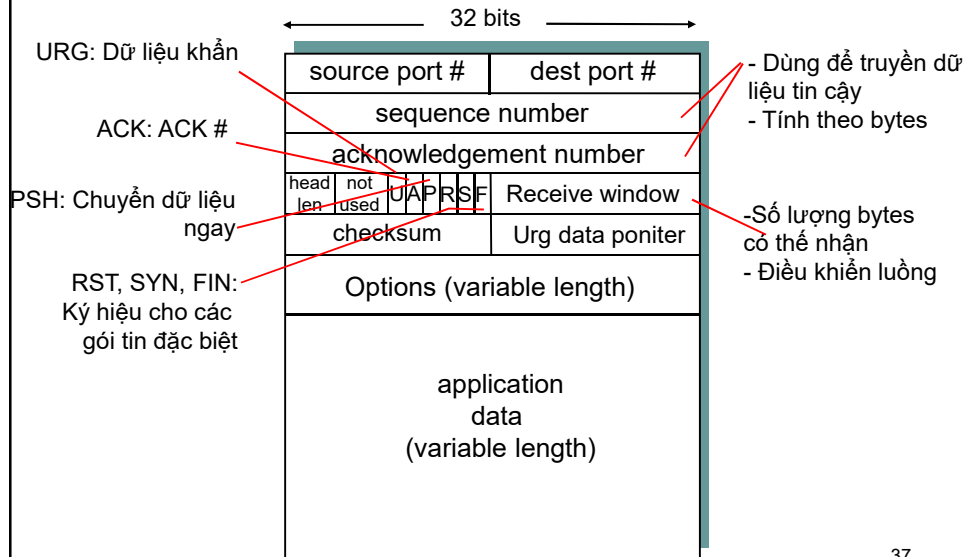 32 bits
URG: Dữ liệu khẩn
source port #
dest port #
- Dùng để truyền dữ
liệu tin cậy
- Tính theo bytes
sequence number
ACK: ACK #
acknowledgement number
head
len
not
used
U
A
P
R
S
F
Receive window
PSH: Chuyển dữ liệu
ngay
-Số lượng bytes
có thể nhận
- Điều khiển luồng
checksum
Urg data poniter
RST, SYN, FIN:
Ký hiệu cho các
gói tin đặc biệt
Options (variable length)
application
data
(variable length)
37